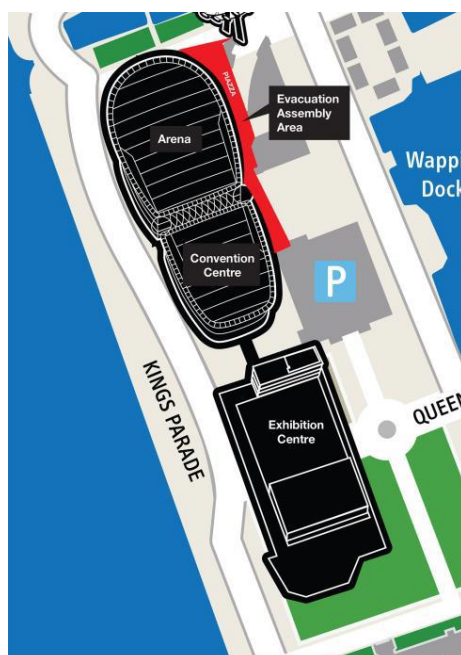 PIAZZA
Evacuation
Assembly
Area
Arena
Wapp
Dock
Convention
Centre
P
KINGS PARADE
QUEEN
Exhibition
Centre